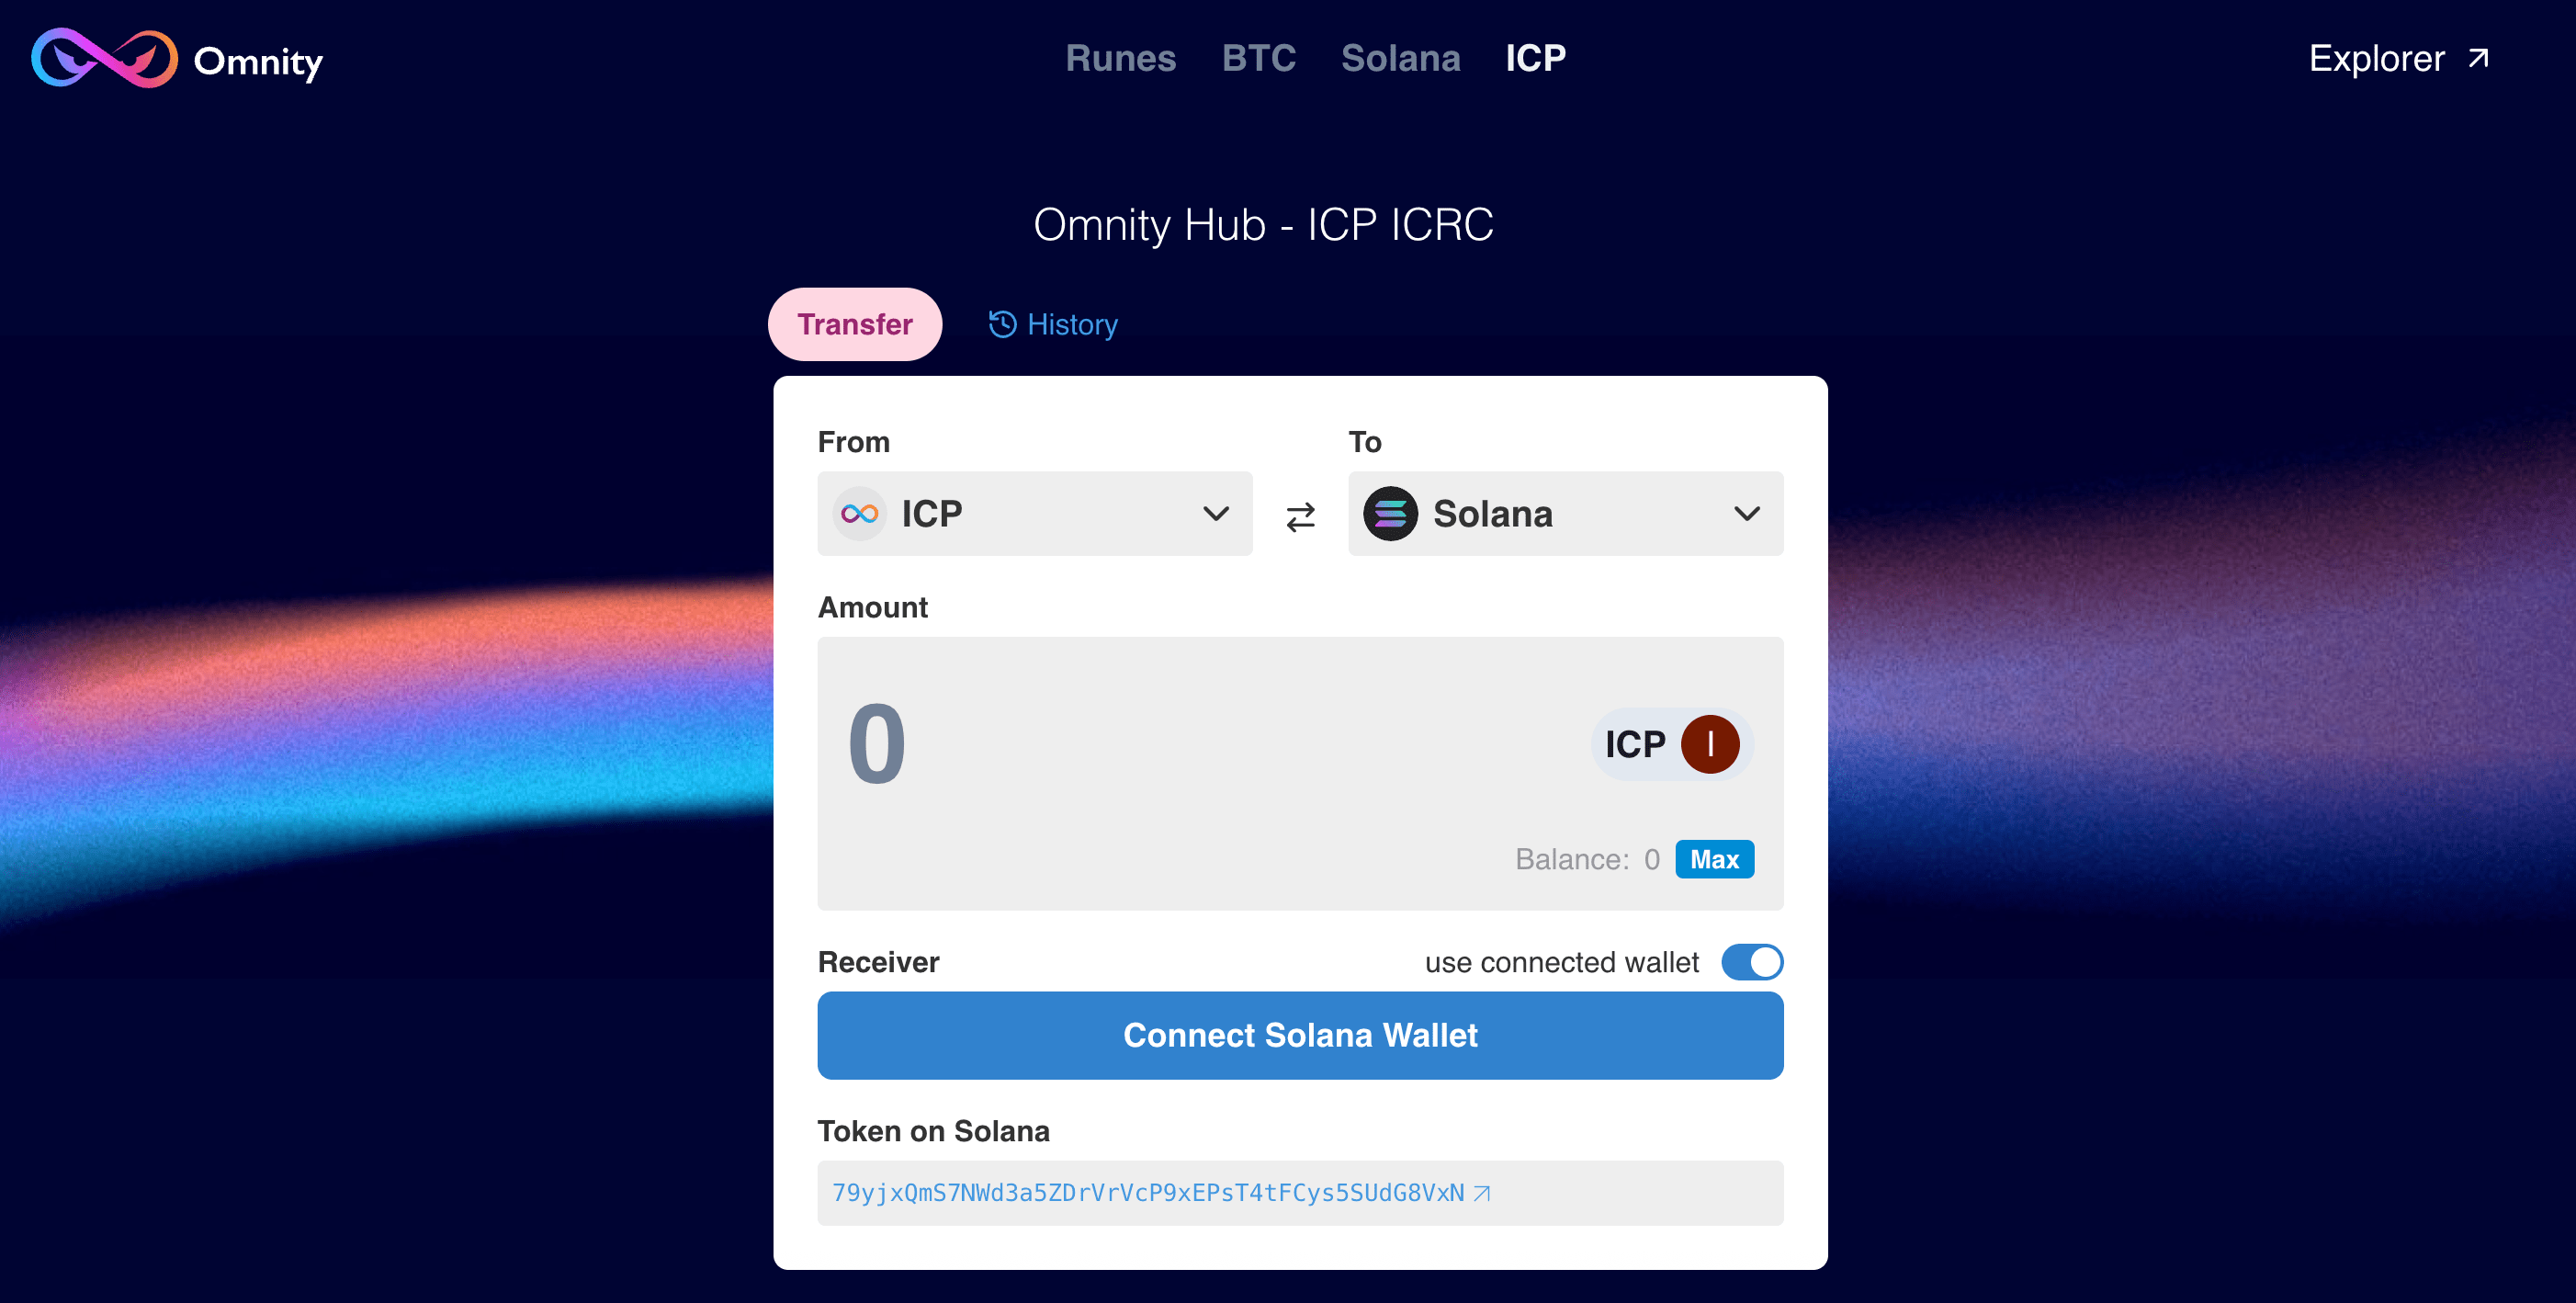 Omnity
Runes BTC Solana ICP
Explorer
Omnity Hub - ICP ICRC
Transfer
History
From
To
ICP
Solana
Amount
0
ICP I
Balance: 0 Max
Receiver
use connected wallet
Connect Solana Wallet
Token on Solana
79yjxQmS7NWd3a5ZDrVrVcP9xEPsT4tFCys5SUdG8VxN